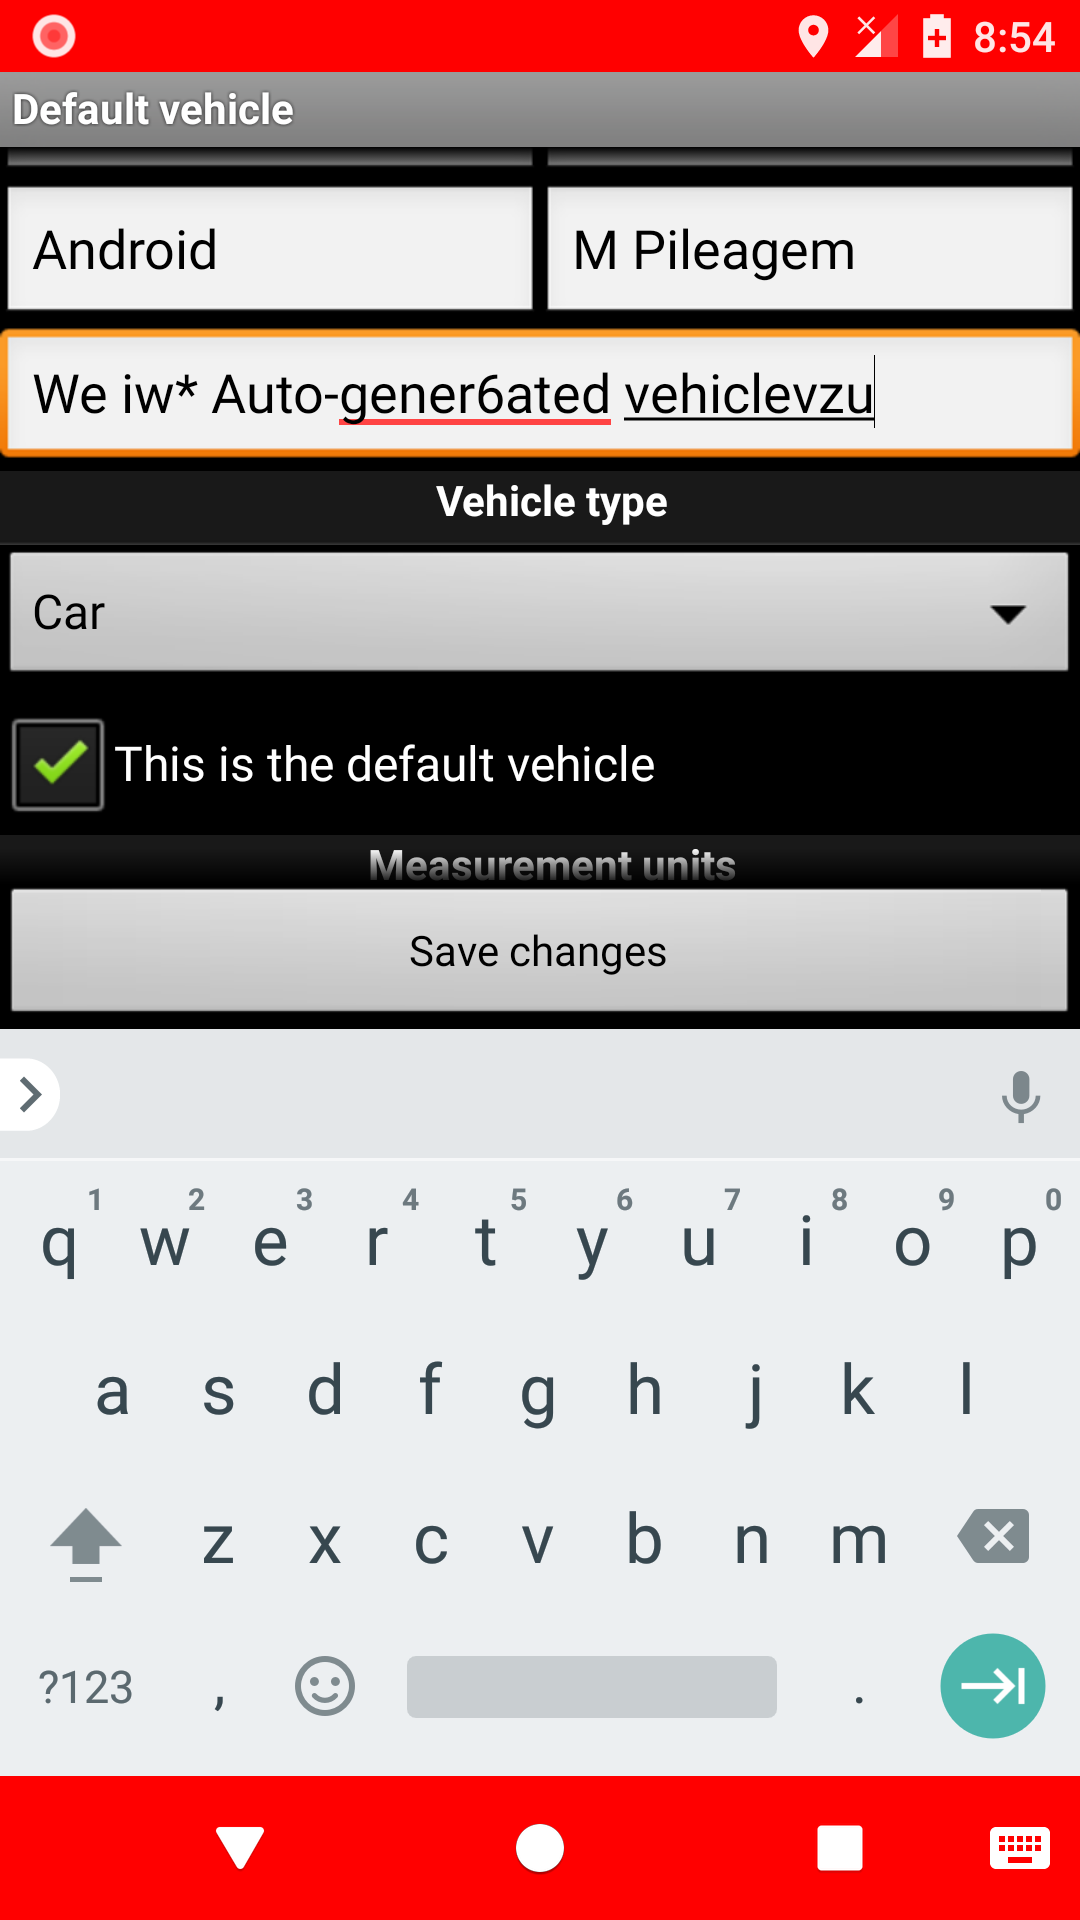 8:54
Default vehicle
Android
M Pileagem
We iw* Auto-gener6ated vehiclevzu
Vehicle type
Car
This is the default vehicle
Measurement units
Save changes
1 2 3 4 5 6 7 8 9 0
q w e r t y u i o p
a s d f g h j k l
z x c v b n m
?123 , .